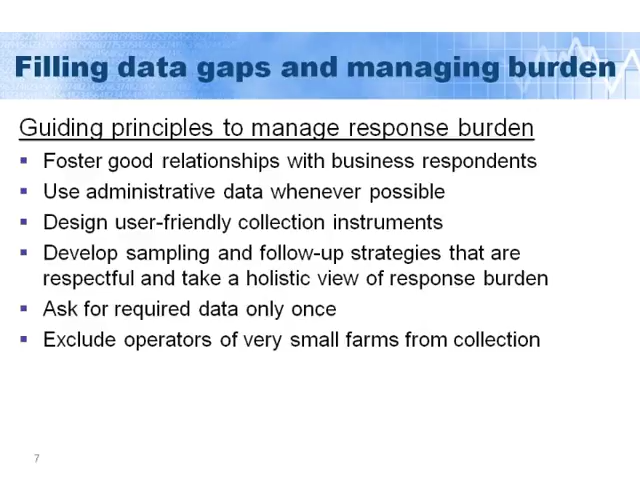 Filling data gaps and managing burden
Guiding principles to manage response burden
▪ Foster good relationships with business respondents
▪ Use administrative data whenever possible
▪ Design user-friendly collection instruments
▪ Develop sampling and follow-up strategies that are
respectful and take a holistic view of response burden
▪ Ask for required data only once
▪ Exclude operators of very small farms from collection
7